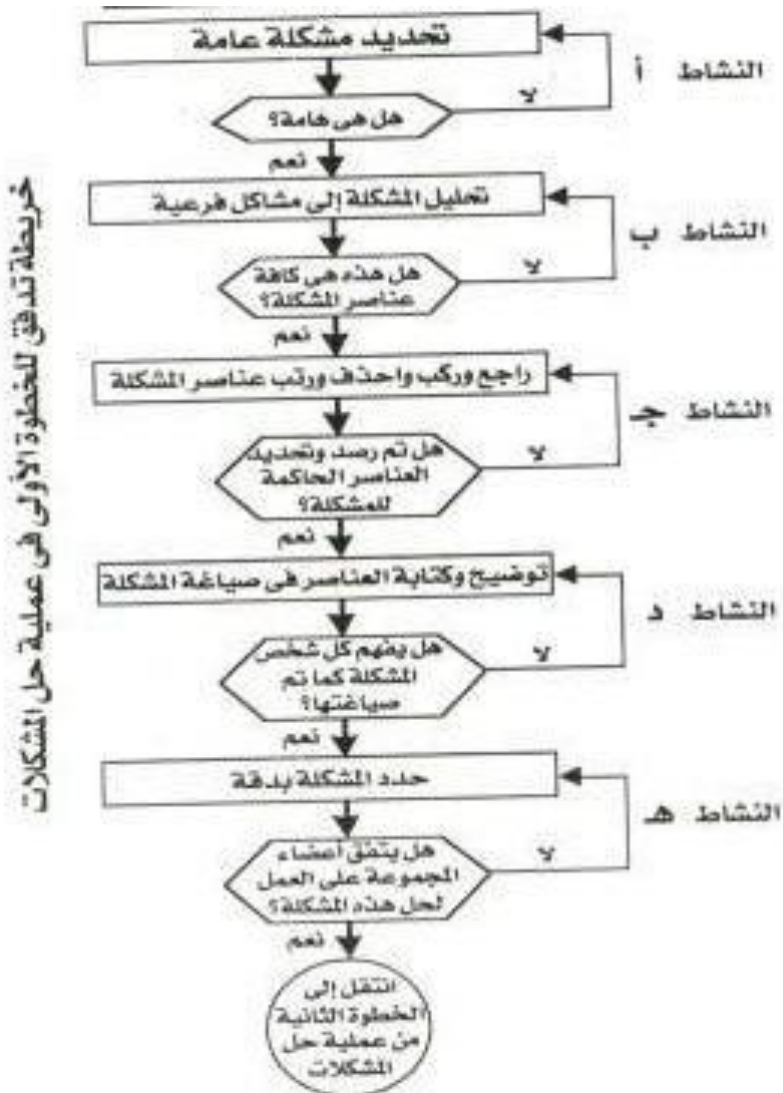 تحديد مشكلة عامة
النشاط أ
لا
هل هى هامة؟
نعم
تحليل المشكلة إلى مشاكل فرعية
النشاط ب
لا
هل هذه هى كافة
عناصر المشكلة؟
نعم
راجع وركب واحذف ورتب عناصر المشكلة
النشاط جـ
لا
هل تم رصد وتحديد
العناصر الحاكمة
للمشكلة؟
نعم
توضيح وكتابة العناصر فى صياغة المشكلة
النشاط د
لا
هل يفهم كل شخص
المشكلة كما تم
صياغتها؟
نعم
حدد المشكلة بدقة
النشاط هـ
لا
هل يتفق أعضاء
المجموعة على العمل
لحل هذه المشكلة؟
نعم
انتقل إلى
الخطوة الثانية
من عملية حل
المشكلات
خريطة تدفق للخطوة الأولى فى عملية حل المشكلات